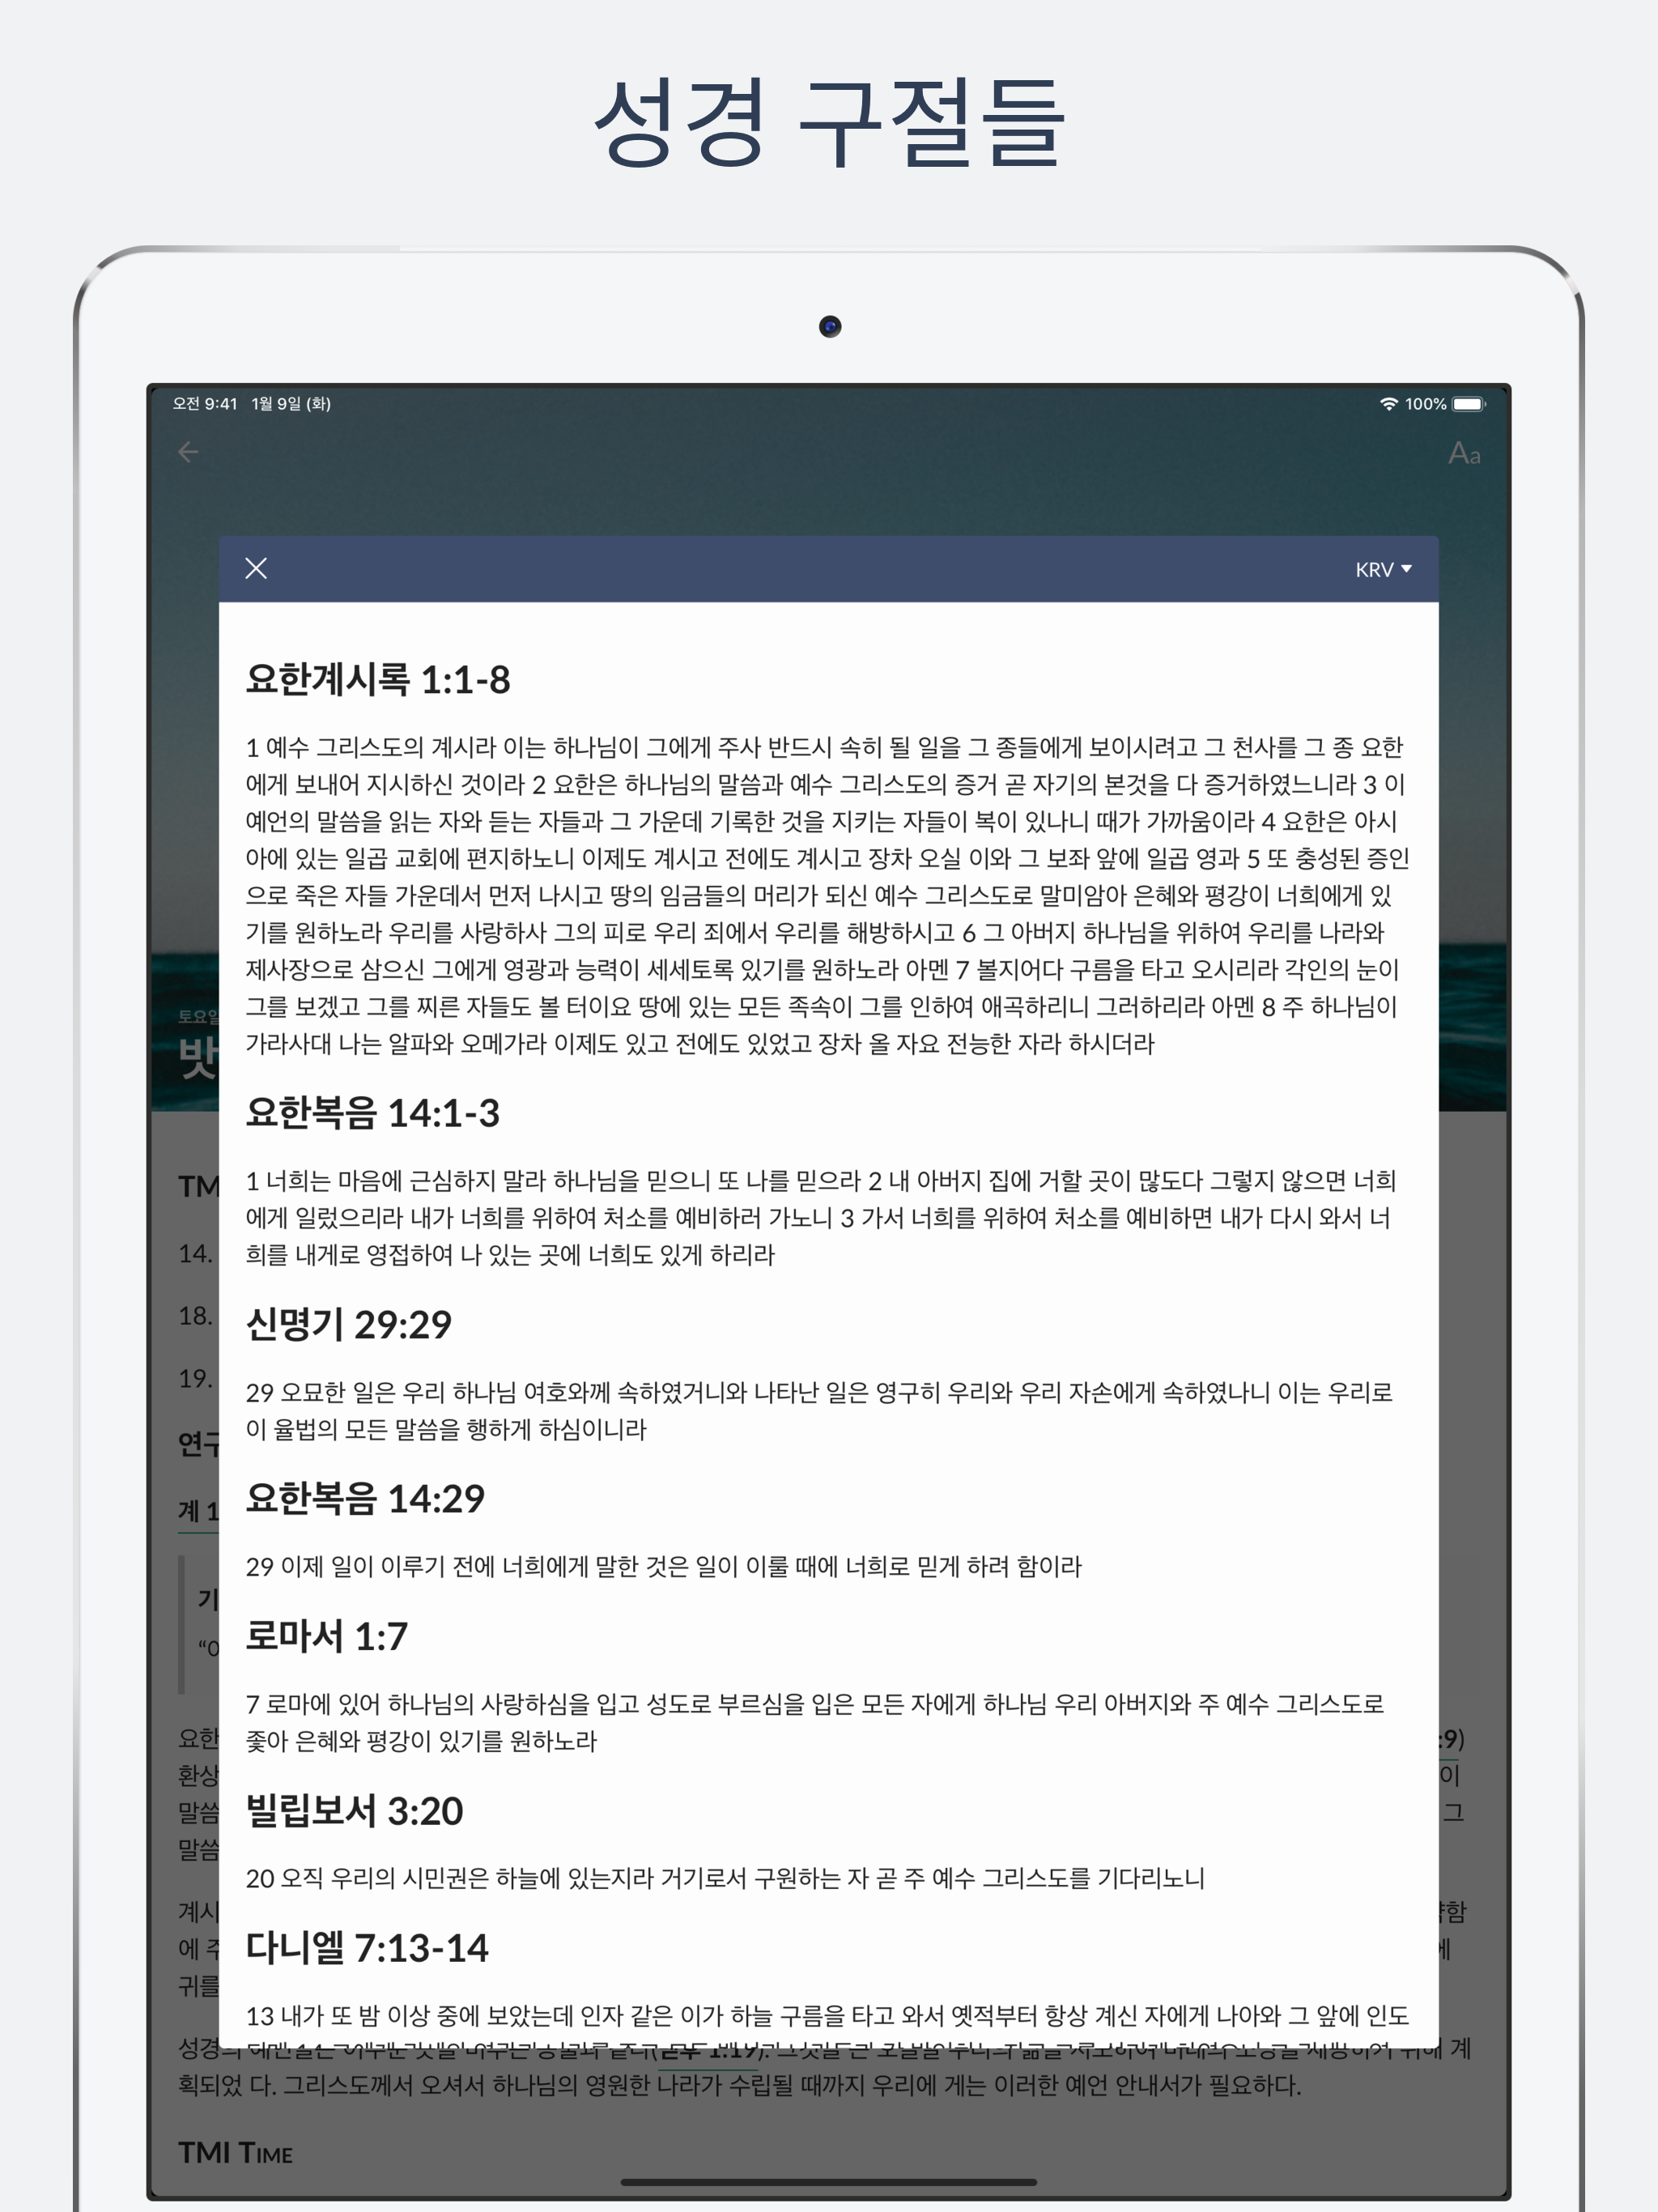 성경 구절들
오전 9:41 1월 9일 (화)
100%
Aa
KRV
요한계시록 1:1-8
1 예수 그리스도의 계시라 이는 하나님이 그에게 주사 반드시 속히 될 일을 그 종들에게 보이시려고 그 천사를 그 종 요한
에게 보내어 지시하신 것이라 2 요한은 하나님의 말씀과 예수 그리스도의 증거 곧 자기의 본것을 다 증거하였느니라 3 이
예언의 말씀을 읽는 자와 듣는 자들과 그 가운데 기록한 것을 지키는 자들이 복이 있나니 때가 가까움이라 4 요한은 아시
아에 있는 일곱 교회에 편지하노니 이제도 계시고 전에도 계시고 장차 오실 이와 그 보좌 앞에 일곱 영과 5 또 충성된 증인
으로 죽은 자들 가운데서 먼저 나시고 땅의 임금들의 머리가 되신 예수 그리스도로 말미암아 은혜와 평강이 너희에게 있
기를 원하노라 우리를 사랑하사 그의 피로 우리 죄에서 우리를 해방하시고 6 그 아버지 하나님을 위하여 우리를 나라와
제사장으로 삼으신 그에게 영광과 능력이 세세토록 있기를 원하노라 아멘 7 볼지어다 구름을 타고 오시리라 각인의 눈이
그를 보겠고 그를 찌른 자들도 볼 터이요 땅에 있는 모든 족속이 그를 인하여 애곡하리니 그러하리라 아멘 8 주 하나님이
가라사대 나는 알파와 오메가라 이제도 있고 전에도 있었고 장차 올 자요 전능한 자라 하시더라
요한복음 14:1-3
1 너희는 마음에 근심하지 말라 하나님을 믿으니 또 나를 믿으라 2 내 아버지 집에 거할 곳이 많도다 그렇지 않으면 너희
에게 일렀으리라 내가 너희를 위하여 처소를 예비하러 가노니 3 가서 너희를 위하여 처소를 예비하면 내가 다시 와서 너
희를 내게로 영접하여 나 있는 곳에 너희도 있게 하리라
14.
신명기 29:29
18.
29 오묘한 일은 우리 하나님 여호와께 속하였거니와 나타난 일은 영구히 우리와 우리 자손에게 속하였나니 이는 우리로
이 율법의 모든 말씀을 행하게 하심이니라
19.
요한복음 14:29
계 1
29 이제 일이 이루기 전에 너희에게 말한 것은 일이 이룰 때에 너희로 믿게 하려 함이라
로마서 1:7
7 로마에 있어 하나님의 사랑하심을 입고 성도로 부르심을 입은 모든 자에게 하나님 우리 아버지와 주 예수 그리스도로
좇아 은혜와 평강이 있기를 원하노라
요한
:9)
환상
이
말씀
그
말씀
빌립보서 3:20
20 오직 우리의 시민권은 하늘에 있는지라 거기로서 구원하는 자 곧 주 예수 그리스도를 기다리노니
계시
에 주
귀를
다니엘 7:13-14
13 내가 또 밤 이상 중에 보았는데 인자 같은 이가 하늘 구름을 타고 와서 옛적부터 항상 계신 자에게 나아와 그 앞에 인도
획되었 다. 그리스도께서 오셔서 하나님의 영원한 나라가 수립될 때까지 우리에 게는 이러한 예언 안내서가 필요하다.
TMI TIME